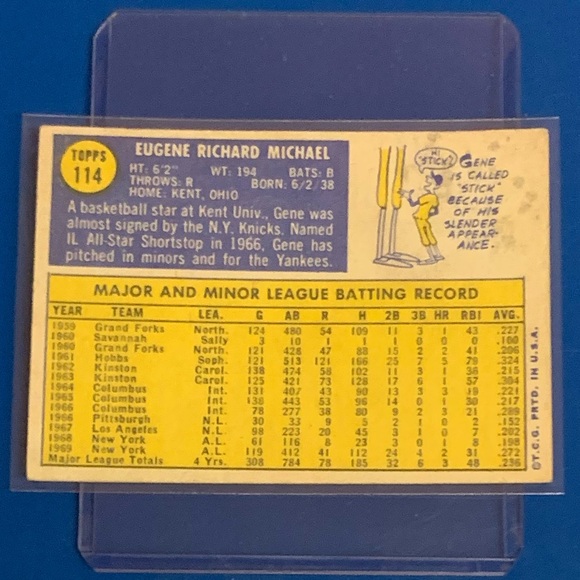 TOPPS
114
EUGENE RICHARD MICHAEL
HT: 6'2" WT: 194 BATS: B
THROWS: R BORN: 6/2/38
HOME: KENT, OHIO
A basketball star at Kent Univ., Gene was
almost signed by the N.Y. Knicks. Named
IL All-Star Shortstop in 1966, Gene has
pitched in minors and for the Yankees.
HI "STICK"!
GENE
IS CALLED
"STICK"
BECAUSE
OF HIS
SLENDER
APPEAR-
ANCE.
MAJOR AND MINOR LEAGUE BATTING RECORD
YEAR TEAM LEA. G AB R H 2B 3B HR RBI AVG.
1959 Grand Forks North. 124 480 54 109 11 3 1 43 .227
1960 Savannah Sally 3 10 1 1 0 0 0 0 .100
1960 Grand Forks North. 121 428 47 88 15 2 2 41 .206
1961 Hobbs Soph. 121 513 121 166 25 7 5 79 .324
1962 Kinston Carol. 138 474 58 102 11 3 1 36 .215
1963 Kinston Carol. 125 421 73 128 17 6 1 57 .304
1964 Columbus Int. 131 407 43 90 13 3 3 19 .221
1965 Columbus Int. 138 443 53 96 14 0 1 30 .217
1966 Columbus Int. 78 277 38 80 9 2 3 21 .289
1966 Pittsburgh N.L. 30 33 9 5 2 1 0 2 .152
1967 Los Angeles N.L. 98 223 20 45 3 1 0 7 .202
1968 New York A.L. 61 116 8 23 3 0 1 8 .198
1969 New York A.L. 119 412 41 112 24 4 2 31 .272
Major League Totals 4 Yrs. 308 784 78 185 32 6 3 48 .236
©T.C.G. PRTD. IN U.S.A.